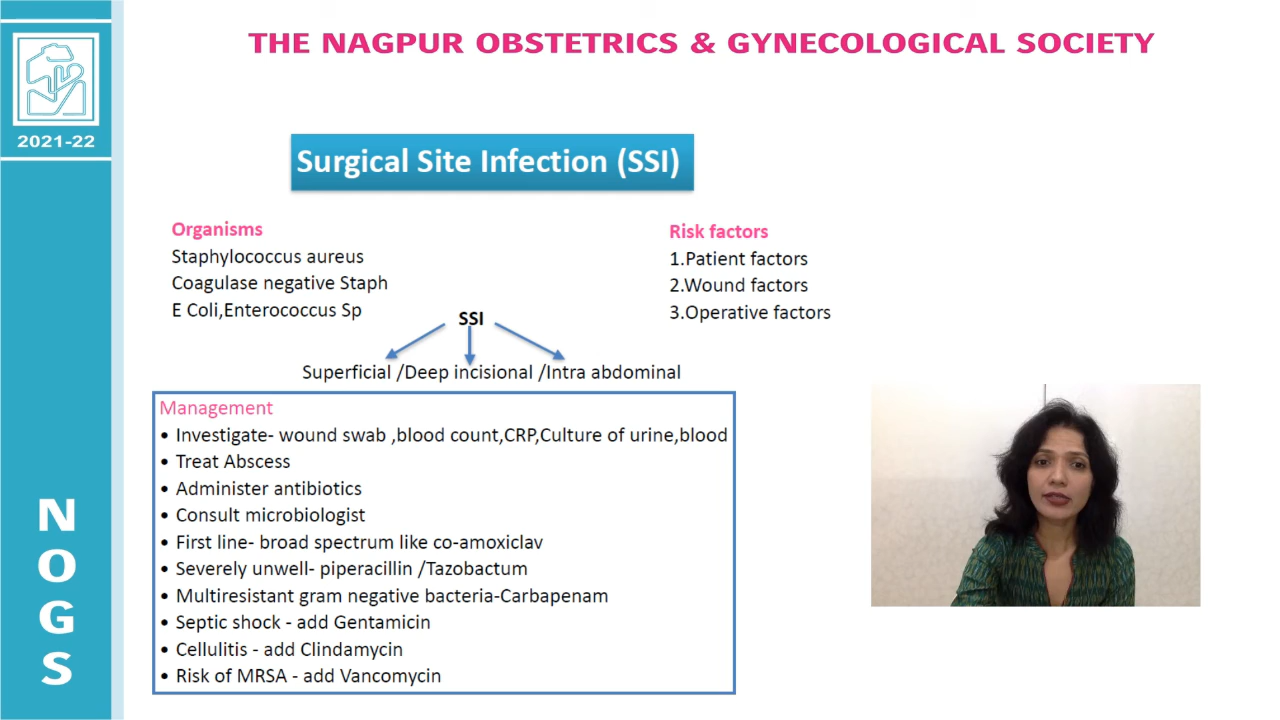 THE NAGPUR OBSTETRICS & GYNECOLOGICAL SOCIETY
2021-22
Surgical Site Infection (SSI)
Organisms
Staphylococcus aureus
Coagulase negative Staph
E Coli,Enterococcus Sp
Risk factors
1.Patient factors
2.Wound factors
3.Operative factors
SSI
Superficial /Deep incisional /Intra abdominal
Management
• Investigate- wound swab ,blood count,CRP,Culture of urine,blood
• Treat Abscess
• Administer antibiotics
• Consult microbiologist
• First line- broad spectrum like co-amoxiclav
• Severely unwell- piperacillin /Tazobactum
• Multiresistant gram negative bacteria-Carbapenam
• Septic shock - add Gentamicin
• Cellulitis - add Clindamycin
• Risk of MRSA - add Vancomycin
N
O
G
S